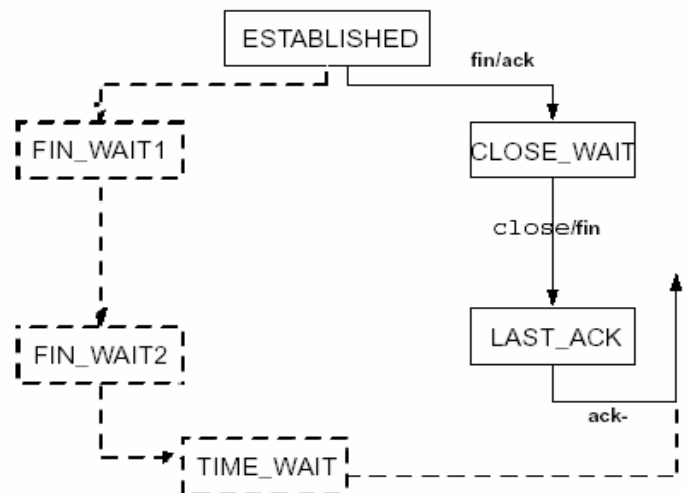 ESTABLISHED
fin/ack
FIN_WAIT1
CLOSE_WAIT
close/fin
FIN_WAIT2
LAST_ACK
ack-
TIME_WAIT